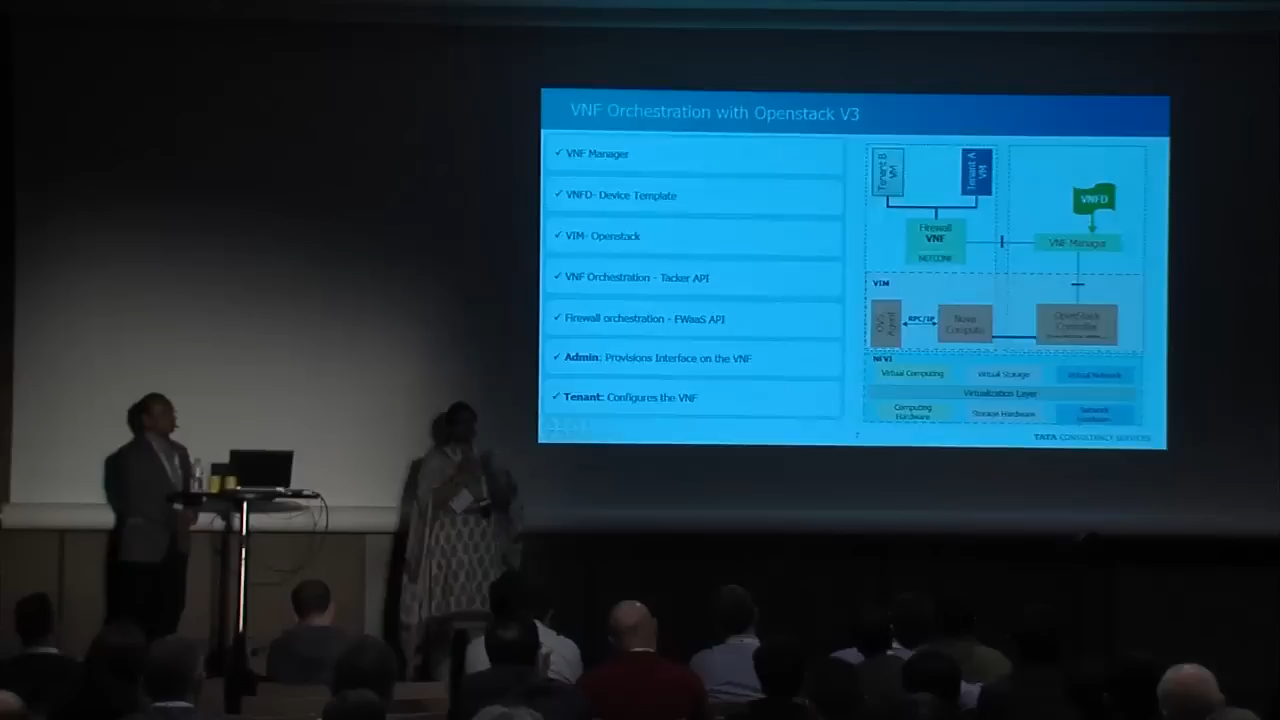 VNF Orchestration with Openstack V3
✓ VNF Manager
✓ VNFD- Device Template
✓ VIM- Openstack
✓ VNF Orchestration - Tacker API
✓ Firewall orchestration - FWaaS API
✓ Admin: Provisions Interface on the VNF
✓ Tenant: Configures the VNF
Tenant B
VM
Tenant A
VM
VNFD
Firewall
VNF
NETCONF
VNF Manager
VIM
OVS
Agent
RPC/IP
Nova
Compute
OpenStack
Controller
NFVI
Virtual Computing
Virtual Storage
Virtual Network
Virtualization Layer
Computing
Hardware
Storage Hardware
Network
Hardware
7
TATA CONSULTANCY SERVICES